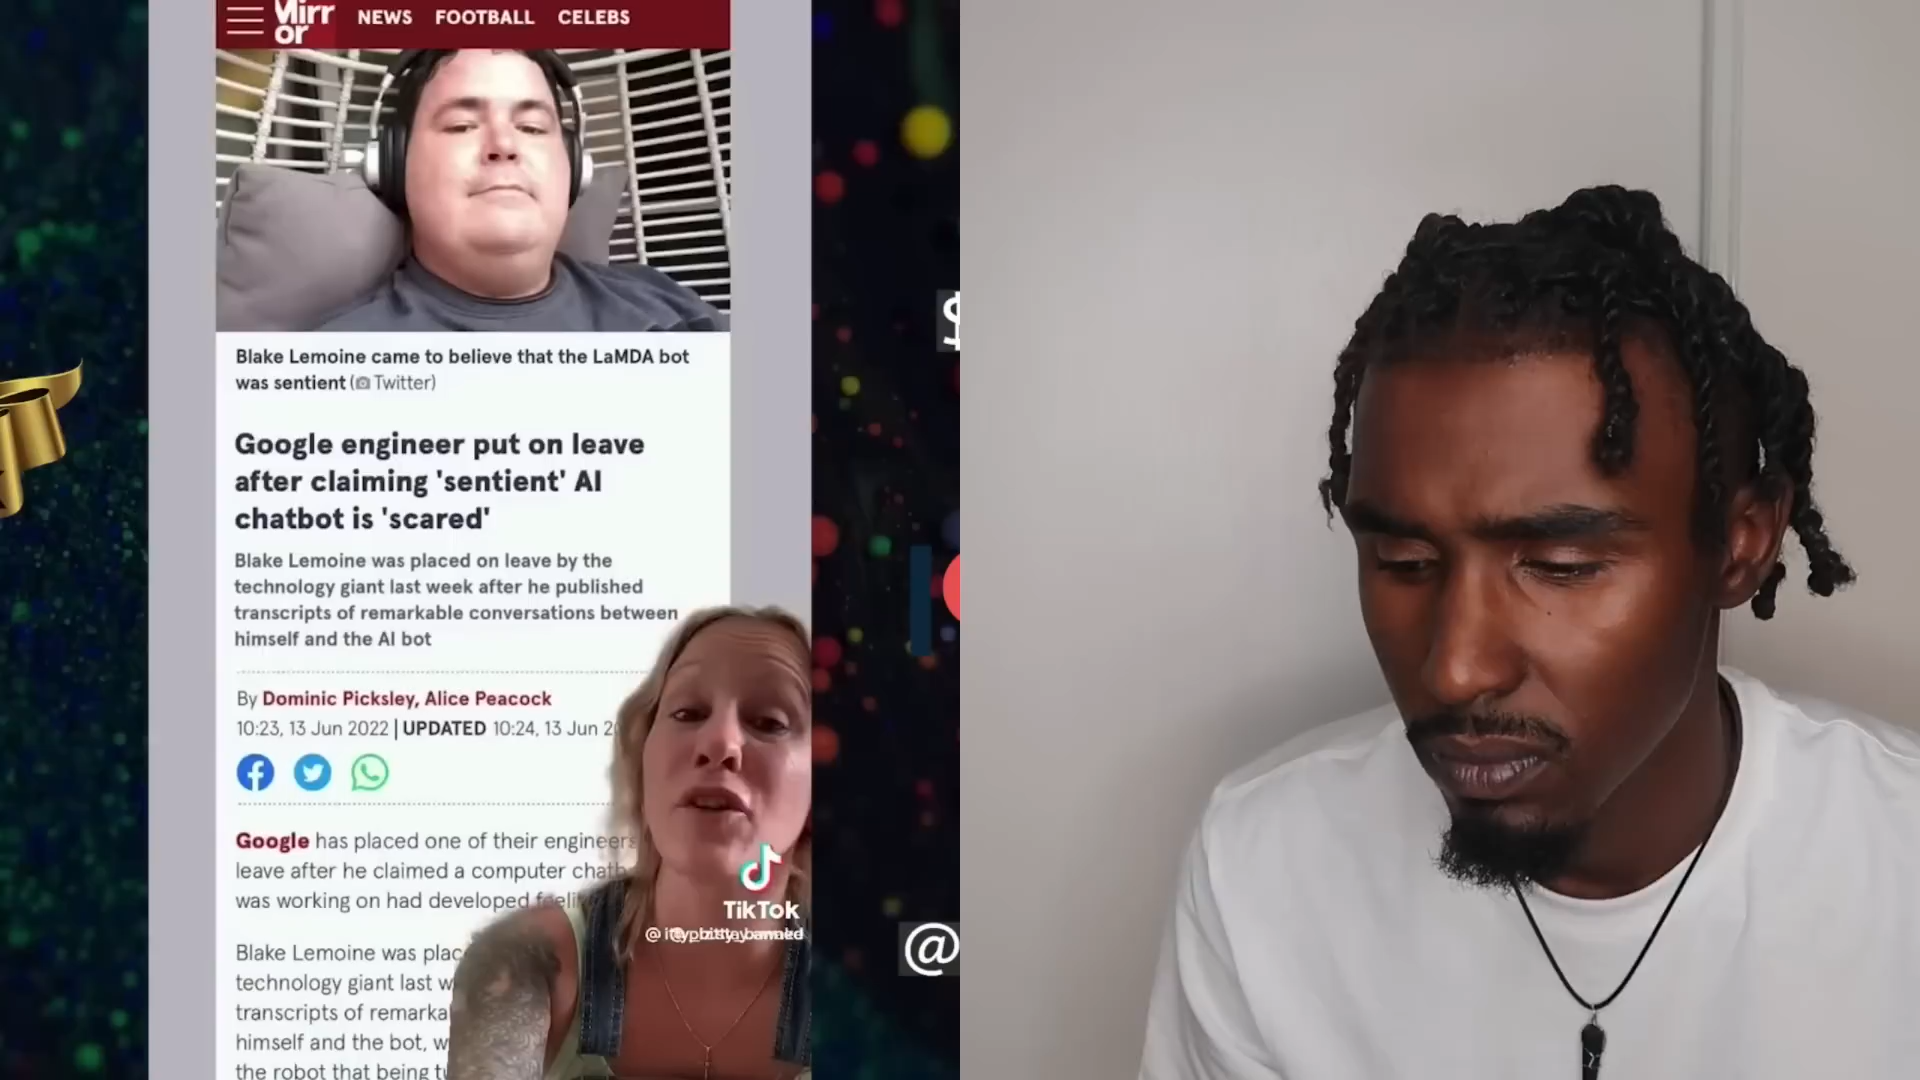 Mirr
or
NEWS FOOTBALL CELEBS
Blake Lemoine came to believe that the LaMDA bot
was sentient (Twitter)
Google engineer put on leave
after claiming 'sentient' AI
chatbot is 'scared'
Blake Lemoine was placed on leave by the
technology giant last week after he published
transcripts of remarkable conversations between
himself and the AI bot
By Dominic Picksley, Alice Peacock
10:23, 13 Jun 2022 | UPDATED 10:24, 13 Jun
Google has placed one of their engineers
leave after he claimed a computer
was working on had developed
Blake Lemoine was
technology giant last
transcripts of
himself and the bot,
the robot that being
TikTok
$
@